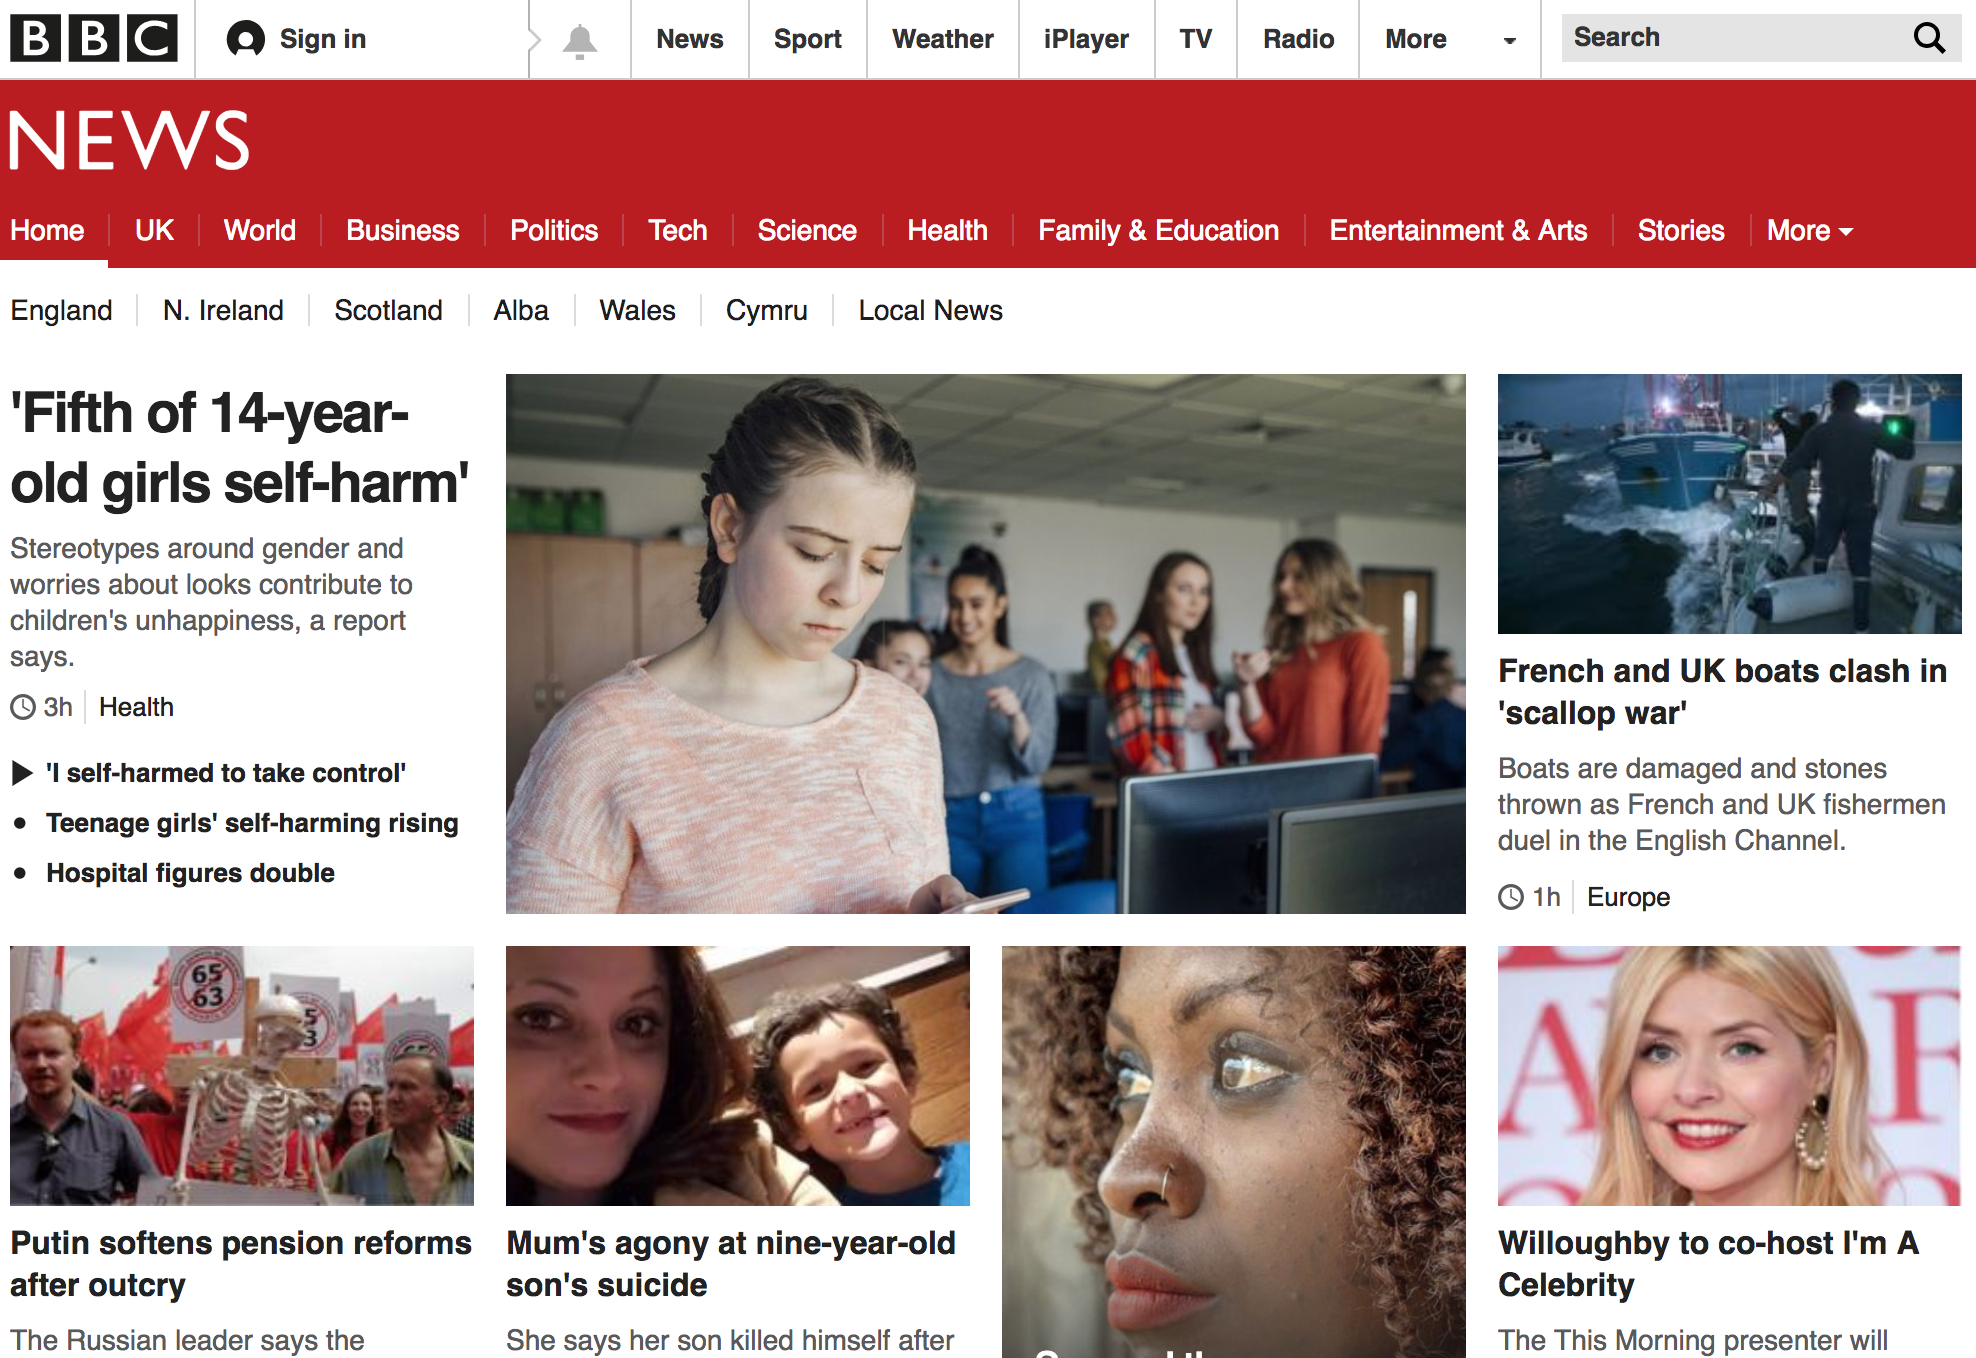 BBC
Sign in
News
Sport
Weather
iPlayer
TV
Radio
More
Search
NEWS
Home
UK
World
Business
Politics
Tech
Science
Health
Family & Education
Entertainment & Arts
Stories
More
England
N. Ireland
Scotland
Alba
Wales
Cymru
Local News
'Fifth of 14-year-
old girls self-harm'
Stereotypes around gender and
worries about looks contribute to
children's unhappiness, a report
says.
3h
Health
'I self-harmed to take control'
Teenage girls' self-harming rising
Hospital figures double
French and UK boats clash in
'scallop war'
Boats are damaged and stones
thrown as French and UK fishermen
duel in the English Channel.
1h
Europe
65
63
Putin softens pension reforms
after outcry
The Russian leader says the
Mum's agony at nine-year-old
son's suicide
She says her son killed himself after
Willoughby to co-host I'm A
Celebrity
The This Morning presenter will